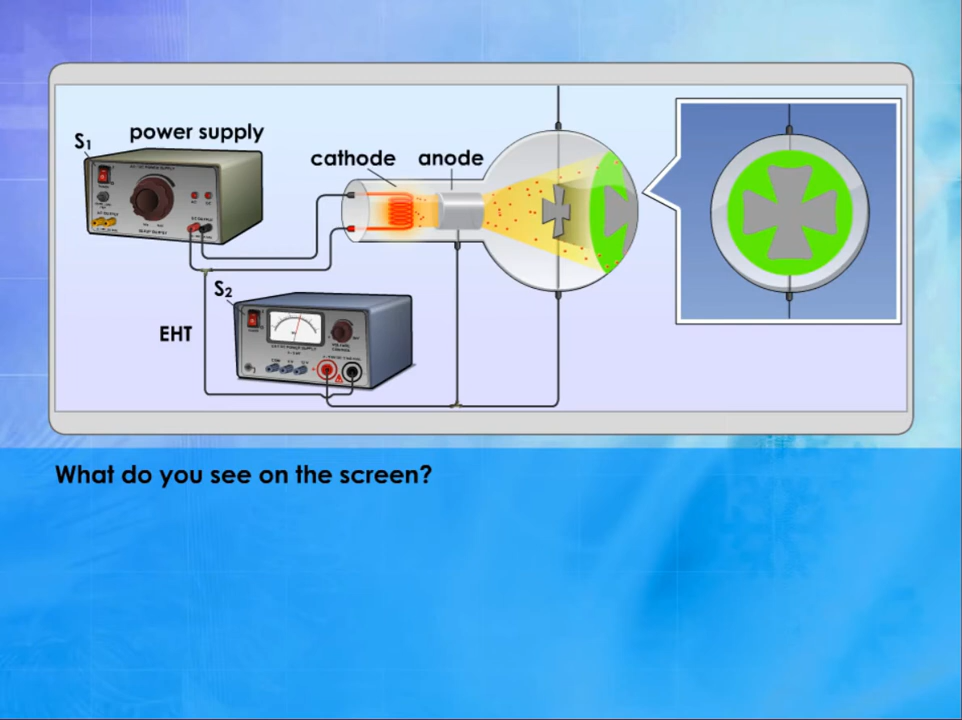 S1
power supply
cathode
anode
S2
EHT
What do you see on the screen?